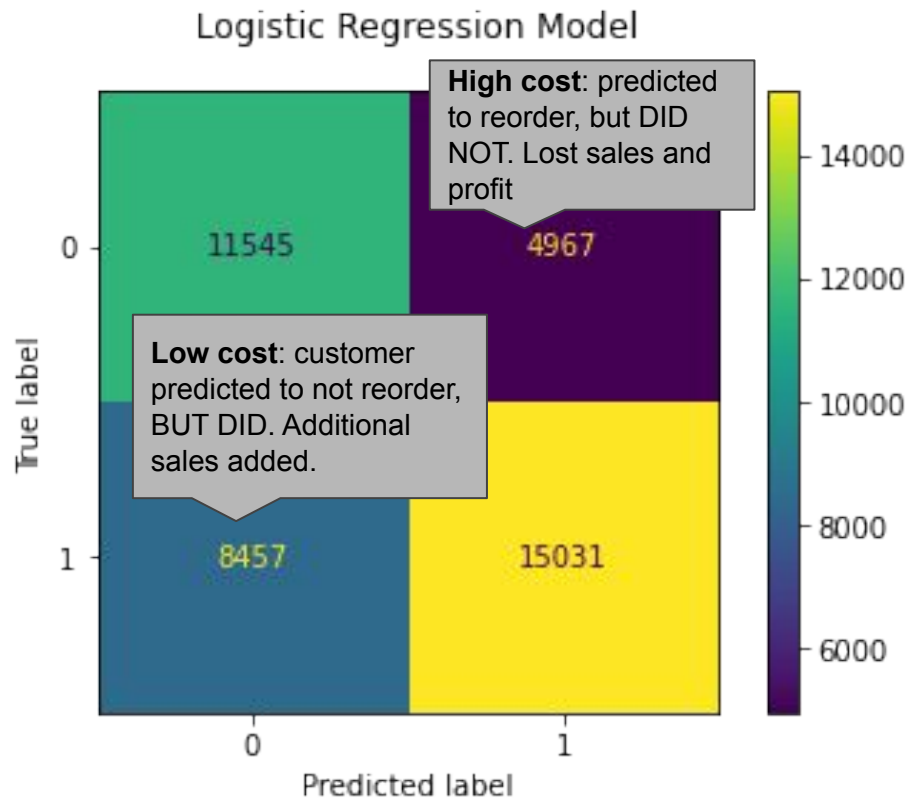 Logistic Regression Model
High cost: predicted
to reorder, but DID
NOT. Lost sales and
profit
14000
0
11545
4967
12000
Low cost: customer
predicted to not reorder,
BUT DID. Additional
sales added.
10000
True label
8000
1
8457
15031
6000
0
1
Predicted label